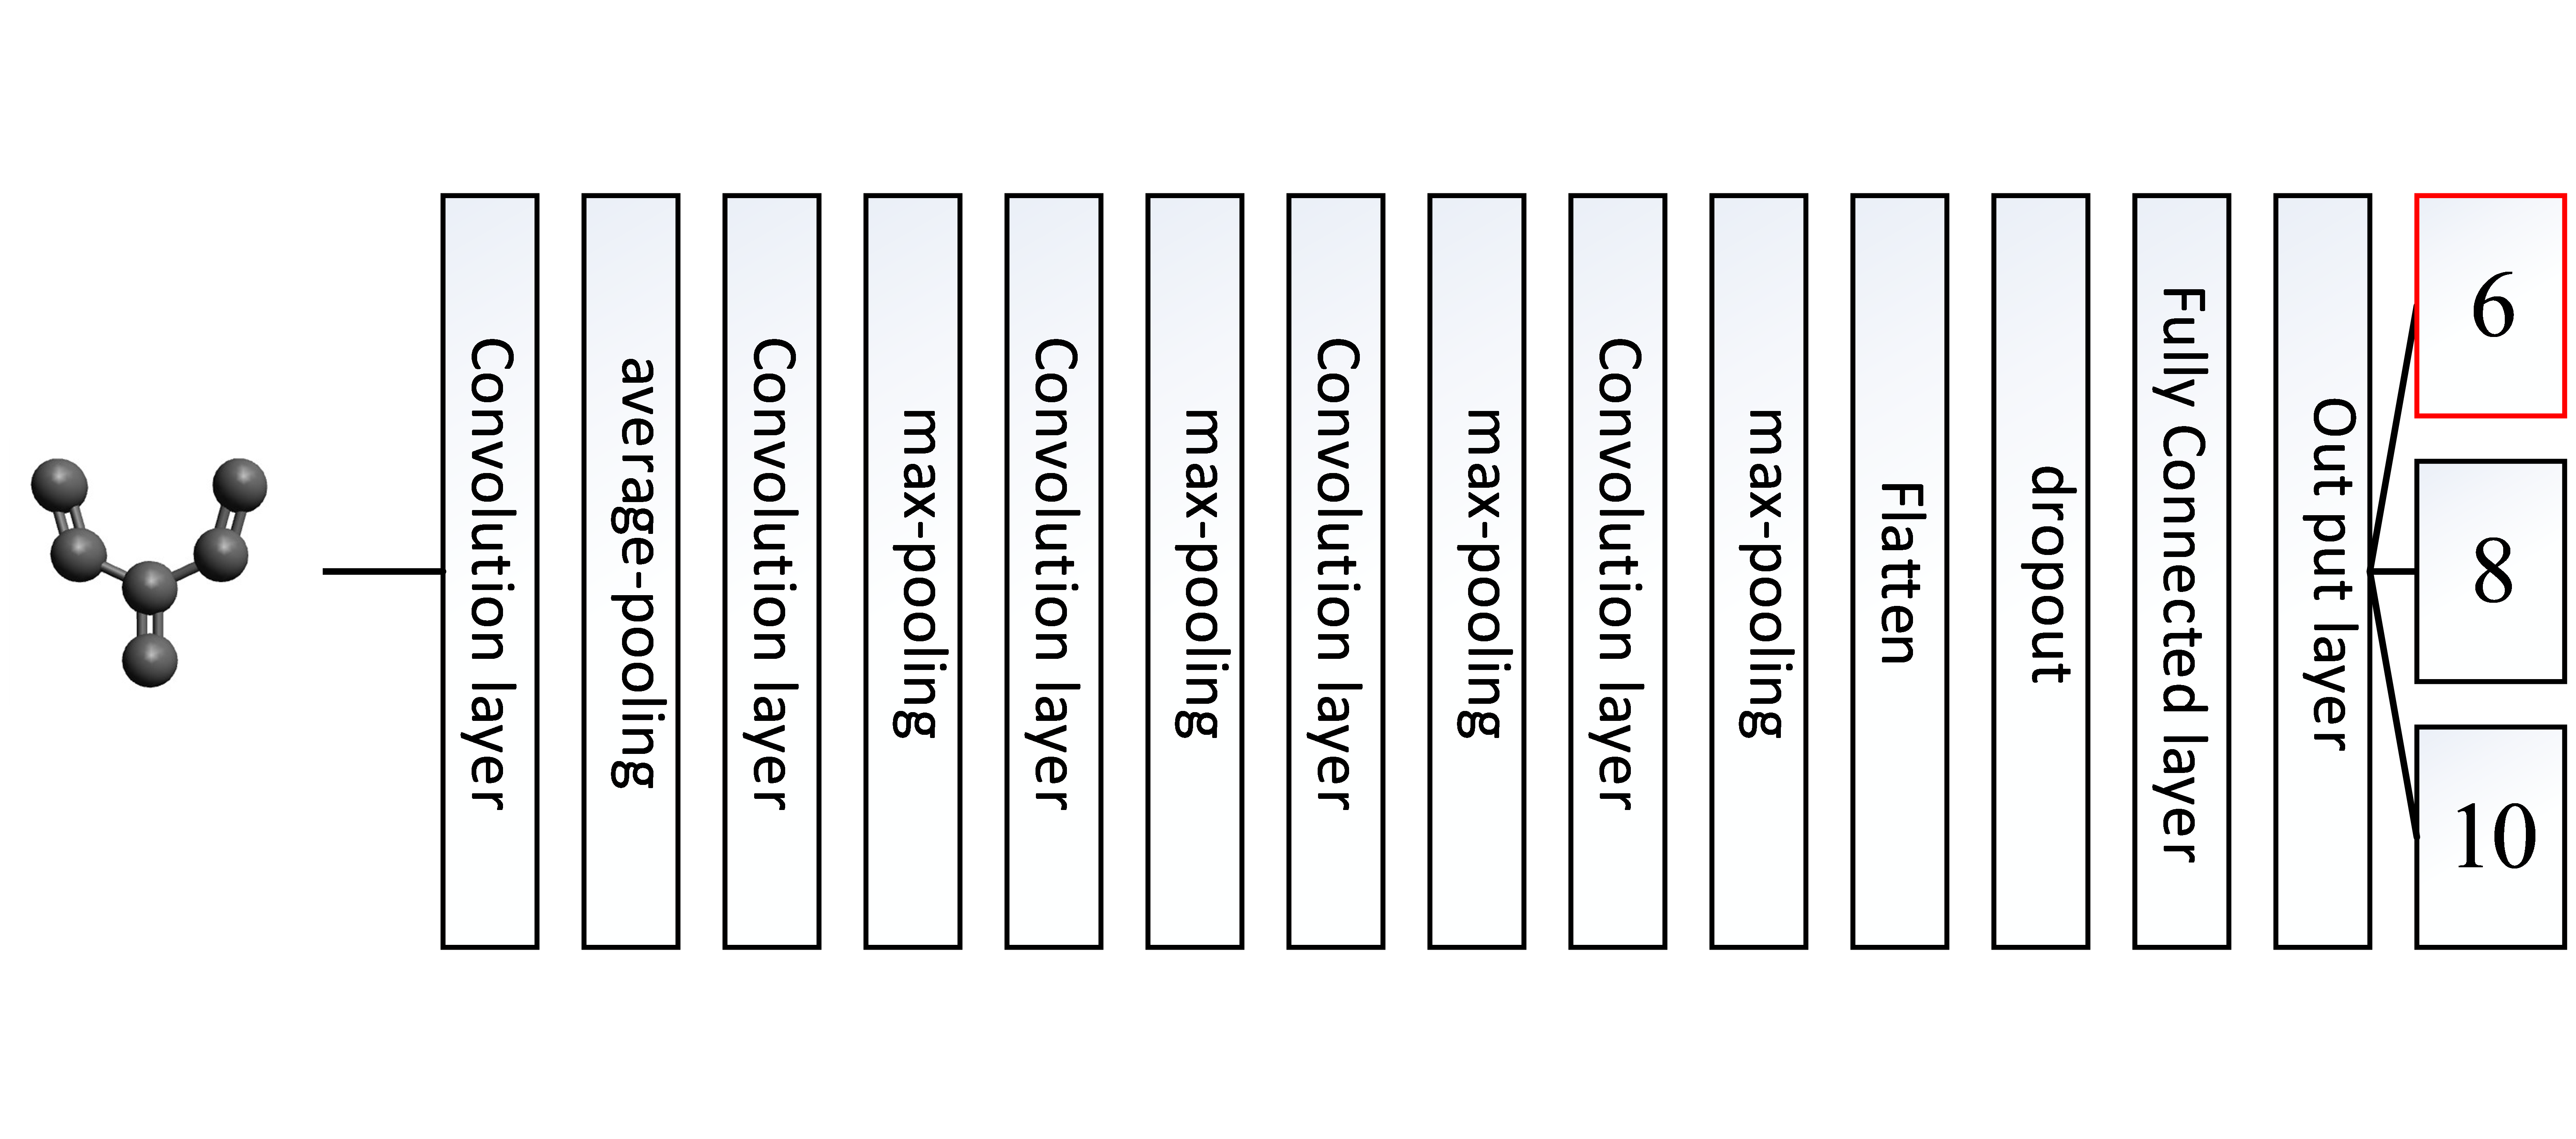 Convolution layer
average-pooling
Convolution layer
max-pooling
Convolution layer
max-pooling
Convolution layer
max-pooling
Convolution layer
max-pooling
Flatten
dropout
Fully Connected layer
Out put layer
6
8
10